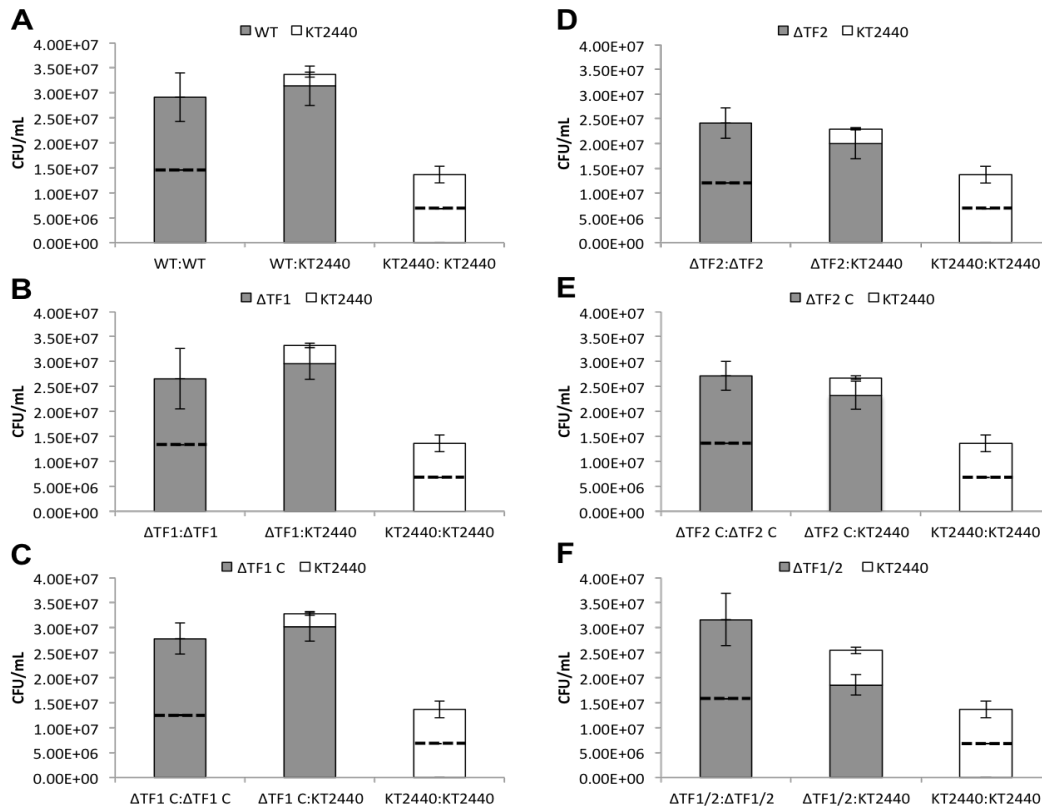 A
WT KT2440
4.00E+07
3.50E+07
3.00E+07
2.50E+07
2.00E+07
1.50E+07
1.00E+07
5.00E+06
0.00E+00
CFU/mL
WT:WT WT:KT2440 KT2440: KT2440
B
ΔTF1 KT2440
4.00E+07
3.50E+07
3.00E+07
2.50E+07
2.00E+07
1.50E+07
1.00E+07
5.00E+06
0.00E+00
CFU/mL
ΔTF1:ΔTF1 ΔTF1:KT2440 KT2440:KT2440
C
ΔTF1 C KT2440
4.00E+07
3.50E+07
3.00E+07
2.50E+07
2.00E+07
1.50E+07
1.00E+07
5.00E+06
0.00E+00
CFU/mL
ΔTF1 C:ΔTF1 C ΔTF1 C:KT2440 KT2440:KT2440
D
ΔTF2 KT2440
4.00E+07
3.50E+07
3.00E+07
2.50E+07
2.00E+07
1.50E+07
1.00E+07
5.00E+06
0.00E+00
CFU/mL
ΔTF2:ΔTF2 ΔTF2:KT2440 KT2440:KT2440
E
ΔTF2 C KT2440
4.00E+07
3.50E+07
3.00E+07
2.50E+07
2.00E+07
1.50E+07
1.00E+07
5.00E+06
0.00E+00
CFU/mL
ΔTF2 C:ΔTF2 C ΔTF2 C:KT2440 KT2440:KT2440
F
ΔTF1/2 KT2440
4.00E+07
3.50E+07
3.00E+07
2.50E+07
2.00E+07
1.50E+07
1.00E+07
5.00E+06
0.00E+00
CFU/mL
ΔTF1/2:ΔTF1/2 ΔTF1/2:KT2440 KT2440:KT2440